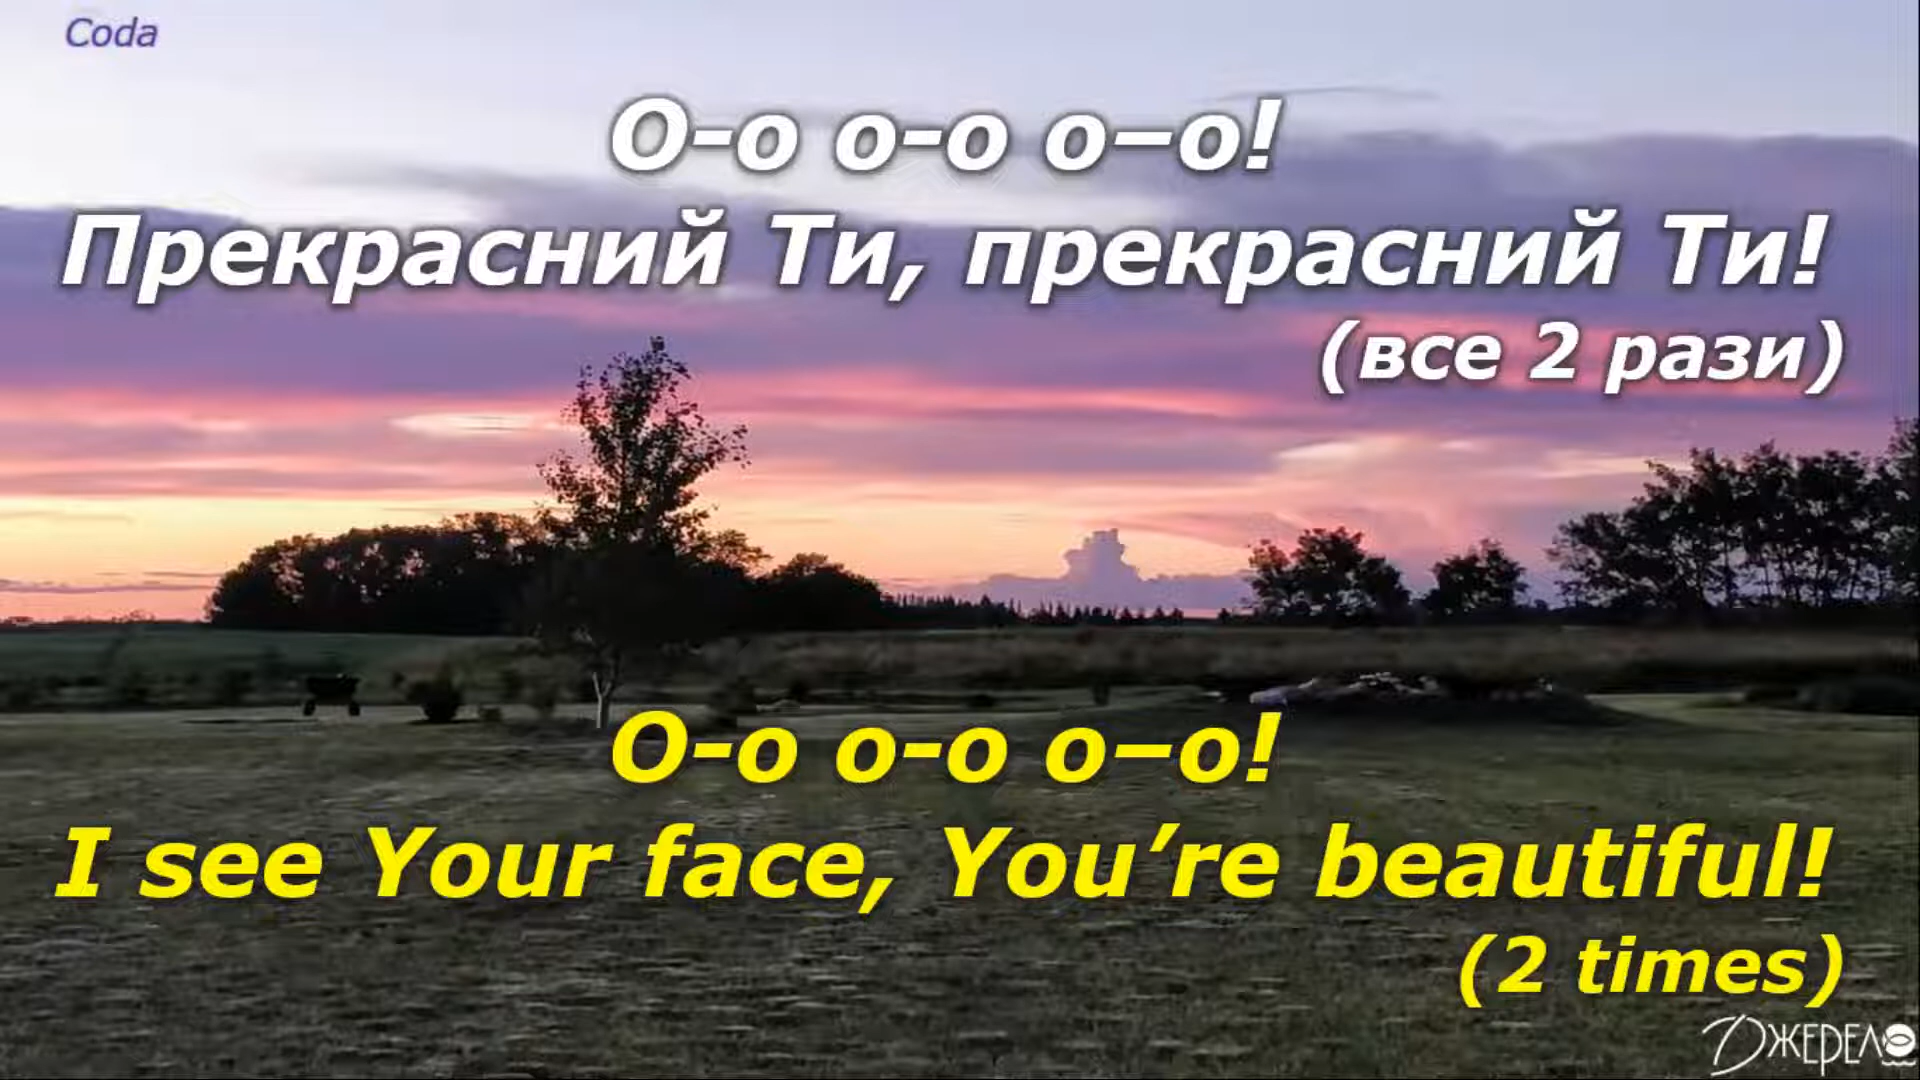 Coda
О-о о-о о–о!
Прекрасний Ти, прекрасний Ти!
(все 2 рази)
О-о о-о о–о!
I see Your face, You’re beautiful!
(2 times)
ДЖЕРЕЛО